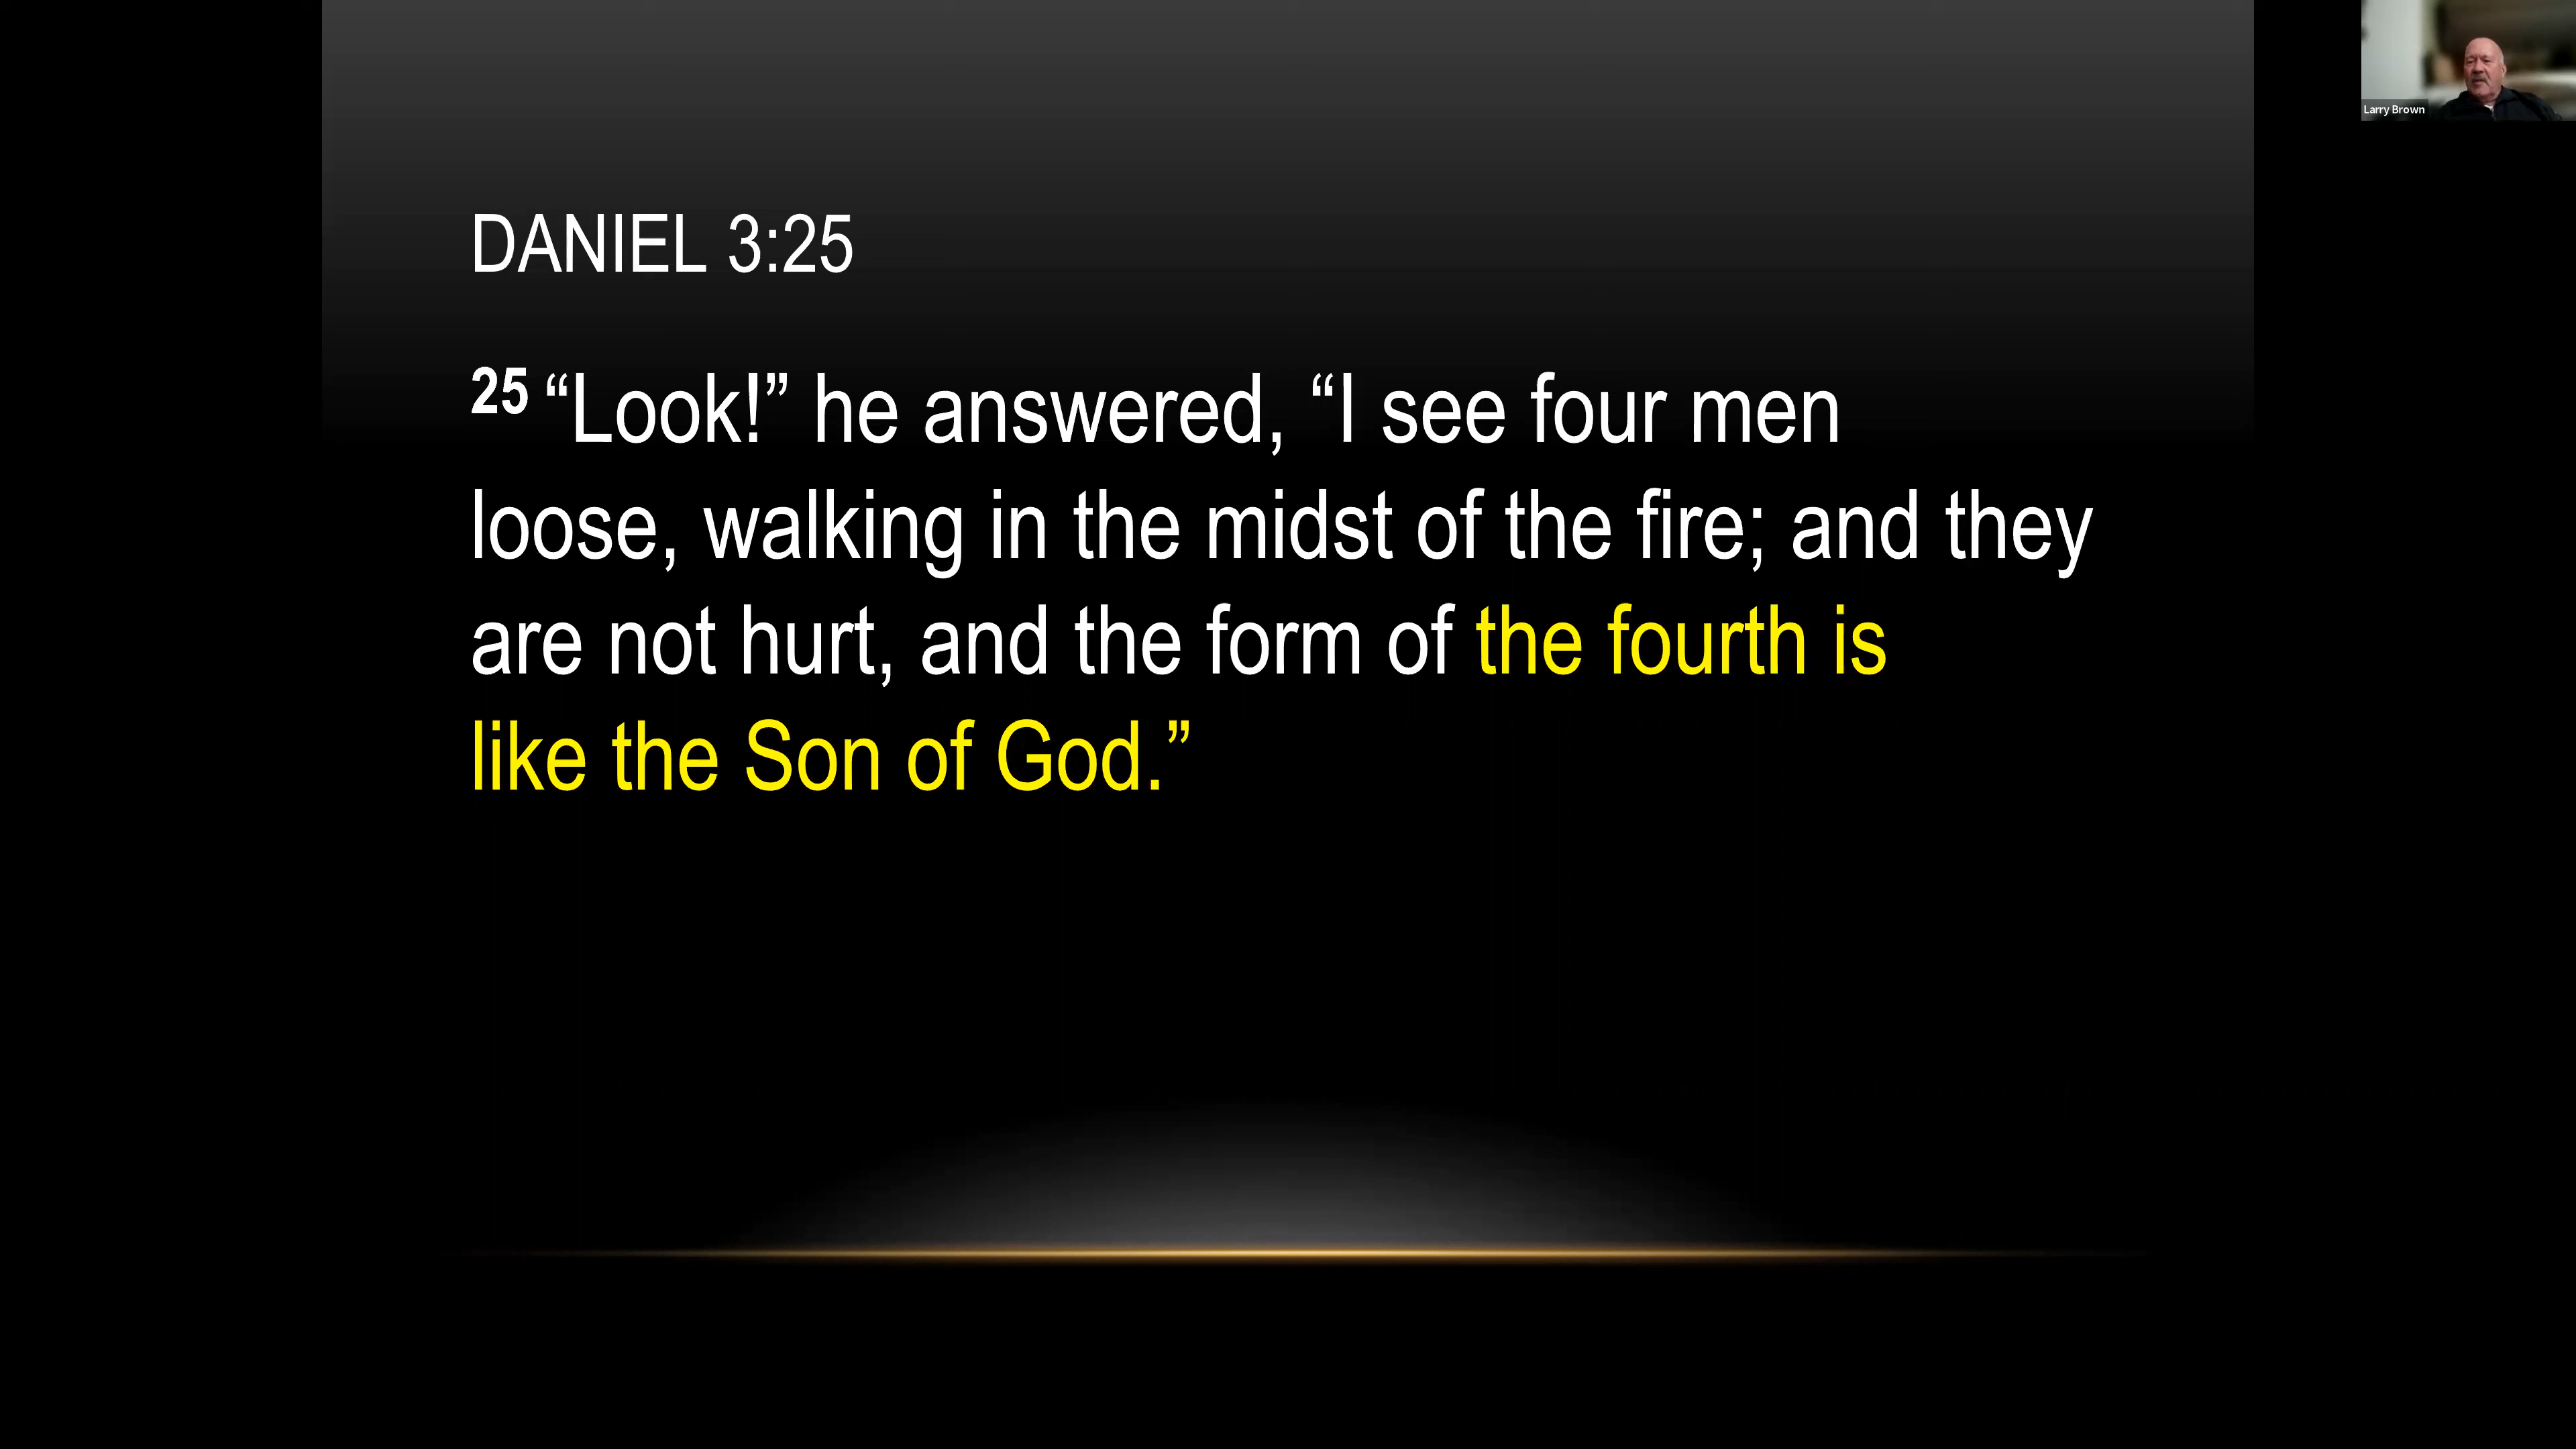 Larry Brown
DANIEL 3:25
25 “Look!” he answered, “I see four men
loose, walking in the midst of the fire; and they
are not hurt, and the form of the fourth is
like the Son of God.”